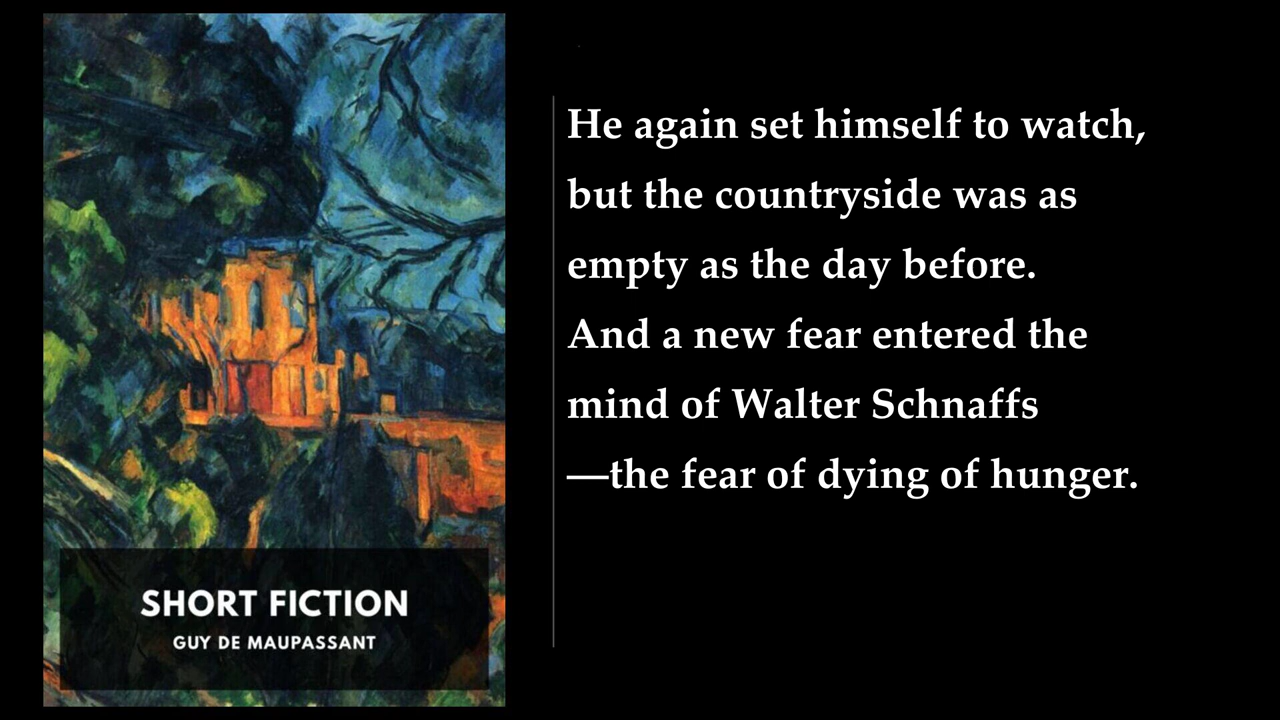 He again set himself to watch,
but the countryside was as
empty as the day before.
And a new fear entered the
mind of Walter Schnaffs
—the fear of dying of hunger.
SHORT FICTION
GUY DE MAUPASSANT